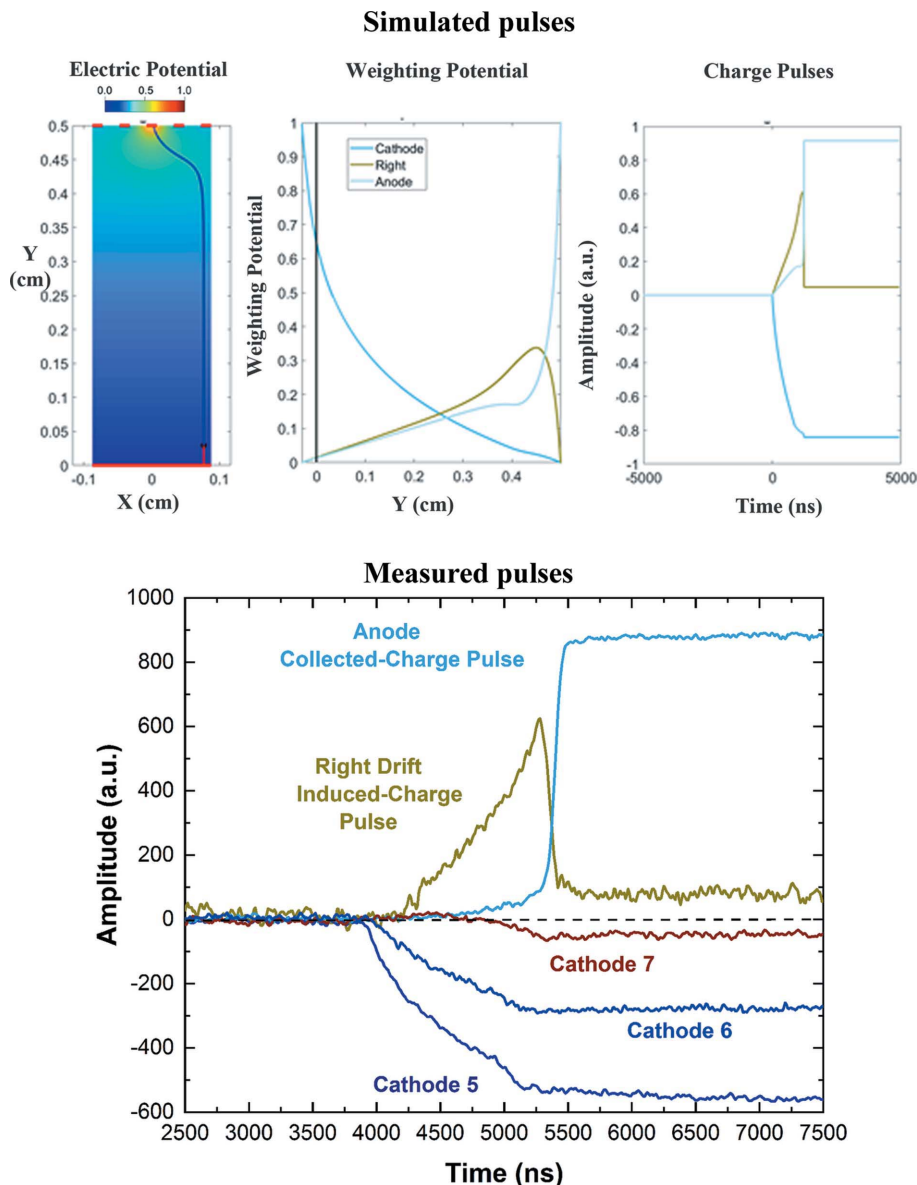 Simulated pulses
Electric Potential
Weighting Potential
Charge Pulses
0.0 0.5 1.0
0.5
0.45
0.4
0.35
0.3
0.25
0.2
0.15
0.1
0.05
0
Y
(cm)
-0.1 0 0.1
X (cm)
Weighting Potential
1
0.9
0.8
0.7
0.6
0.5
0.4
0.3
0.2
0.1
0
Cathode
Right
Anode
0 0.1 0.2 0.3 0.4
Y (cm)
Amplitude (a.u.)
1
0.8
0.6
0.4
0.2
0
-0.2
-0.4
-0.6
-0.8
-1
-5000 0 5000
Time (ns)
Measured pulses
Amplitude (a.u.)
1000
800
600
400
200
0
-200
-400
-600
Anode
Collected-Charge Pulse
Right Drift
Induced-Charge
Pulse
Cathode 7
Cathode 6
Cathode 5
2500 3000 3500 4000 4500 5000 5500 6000 6500 7000 7500
Time (ns)